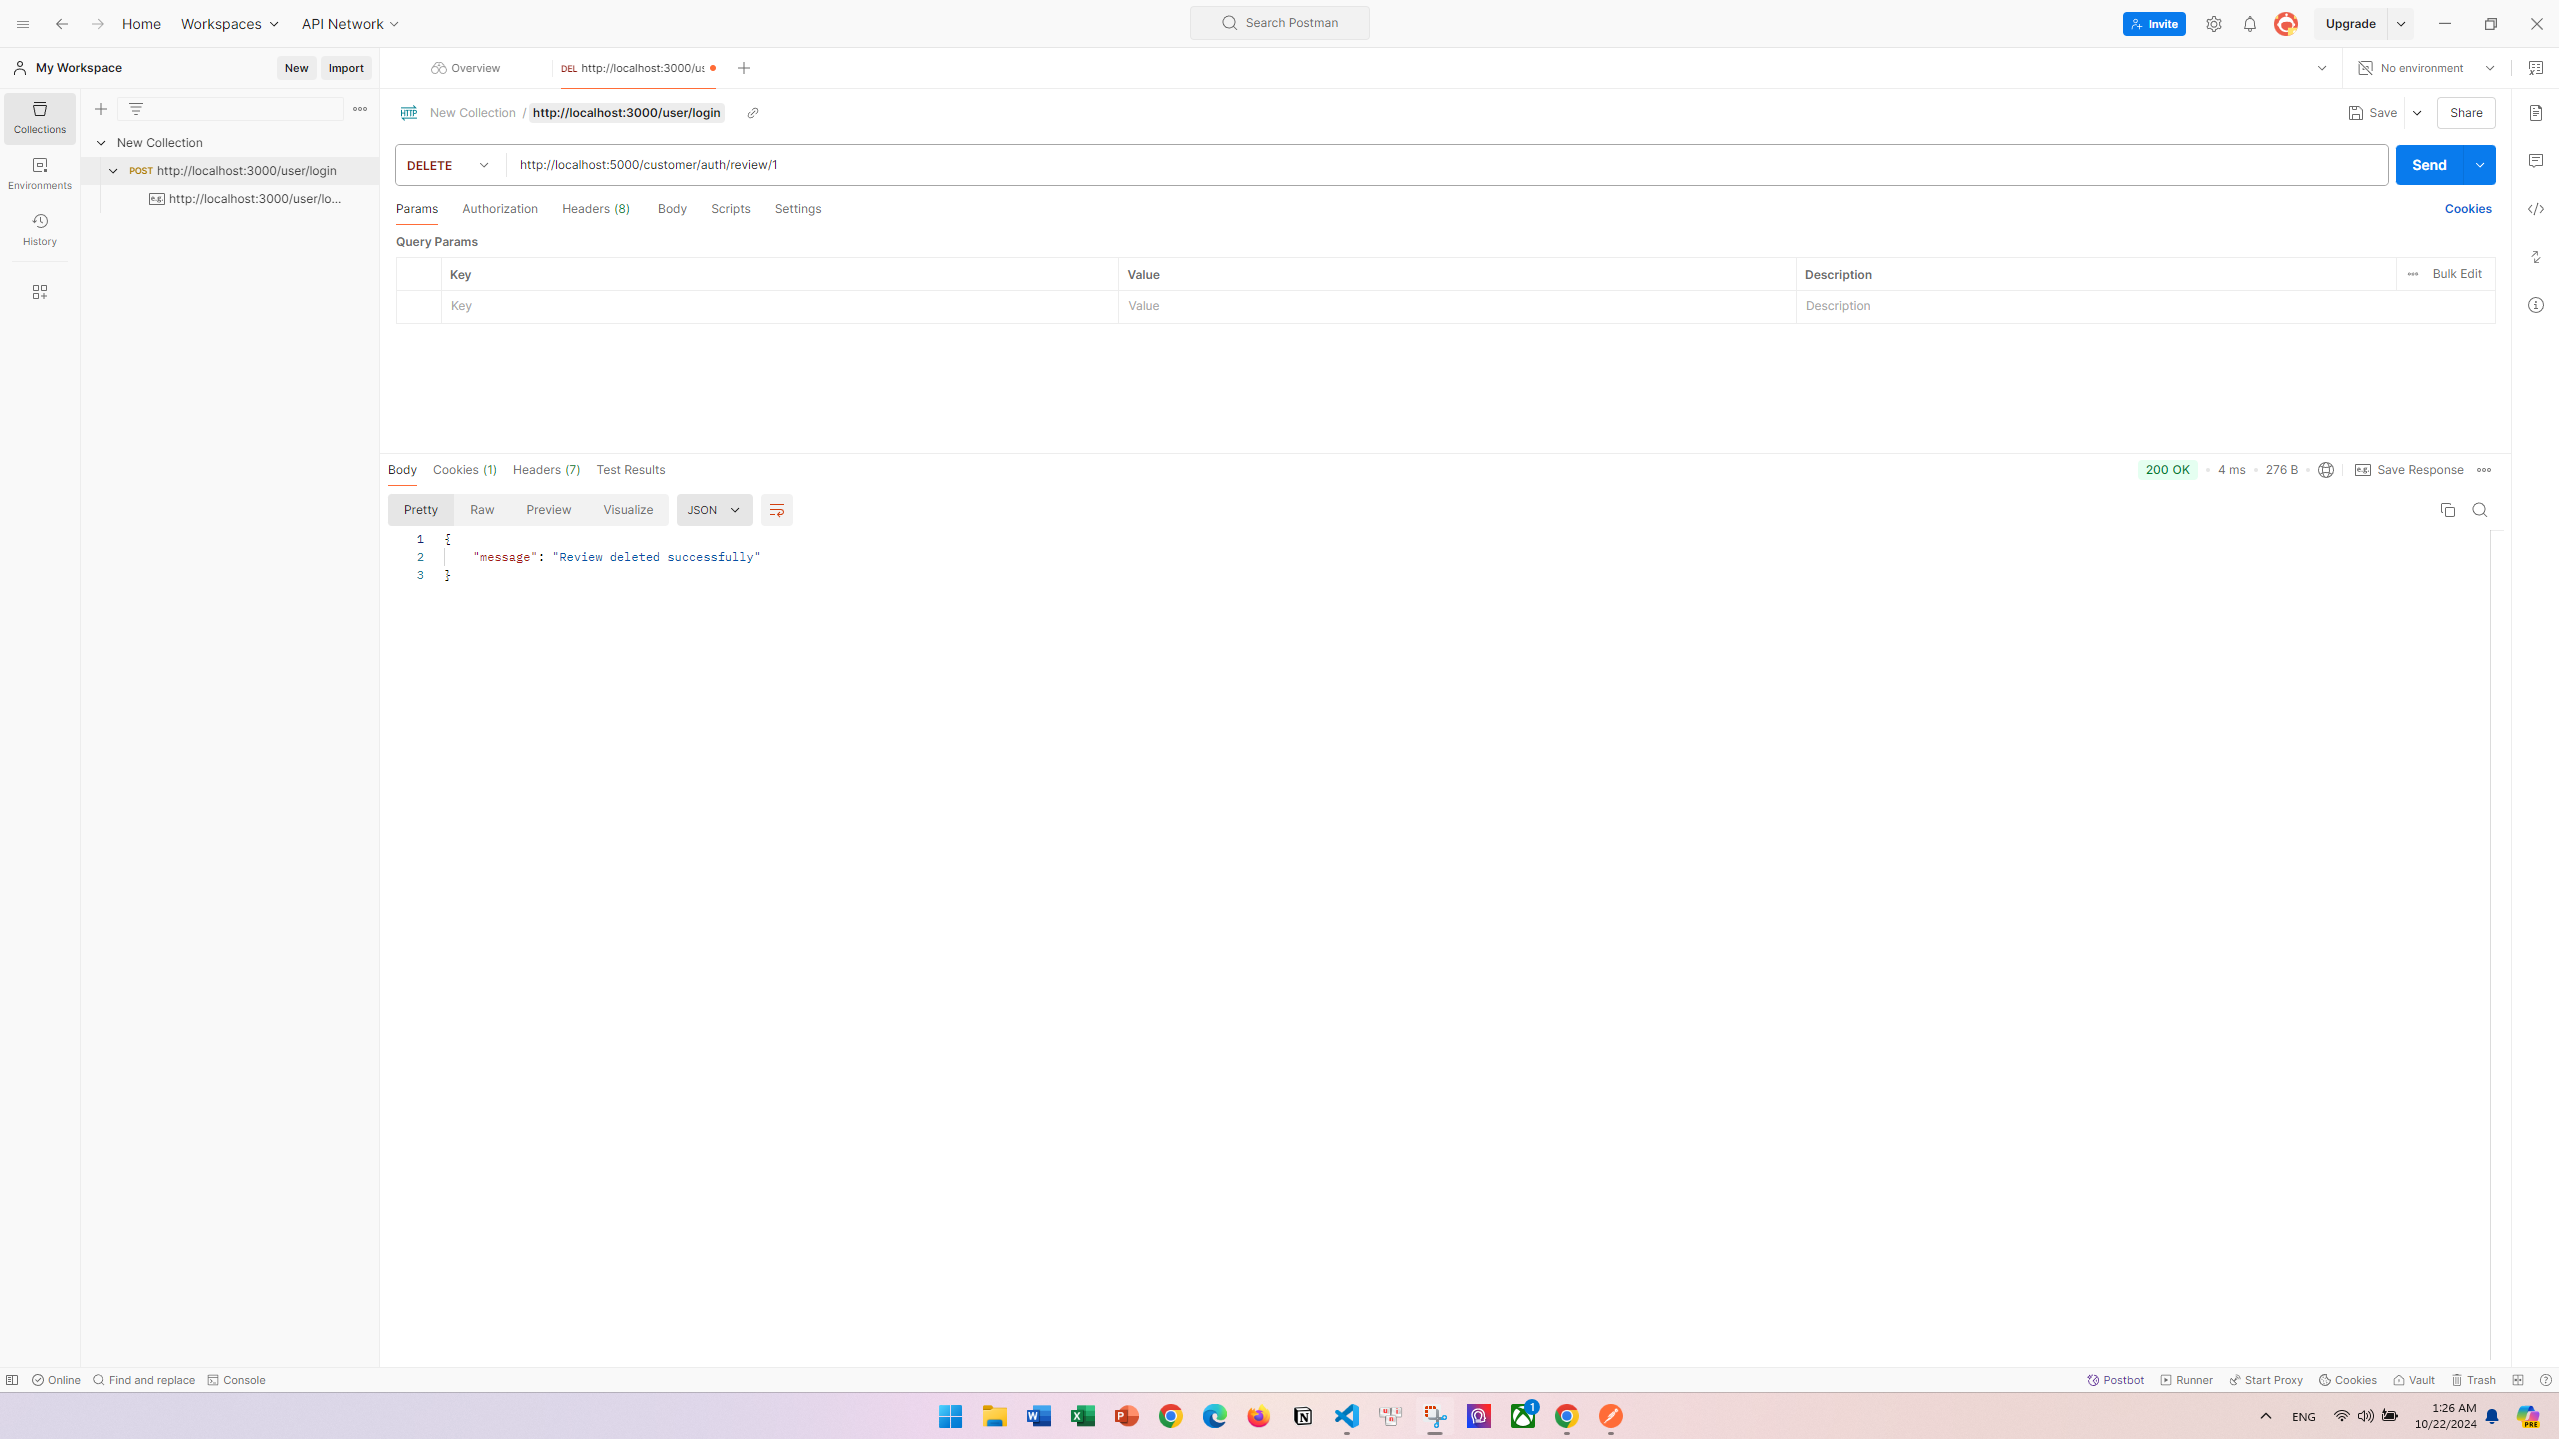 Home
Workspaces
API Network
Search Postman
Invite
Upgrade
My Workspace
New
Import
Overview
DEL http://localhost:3000/us
No environment
Collections
Environments
History
New Collection
POST http://localhost:3000/user/login
e.g. http://localhost:3000/user/lo...
HTTP New Collection / http://localhost:3000/user/login
Save
Share
DELETE
http://localhost:5000/customer/auth/review/1
Send
Params
Authorization
Headers (8)
Body
Scripts
Settings
Cookies
Query Params
Key
Value
Description
Bulk Edit
Key
Value
Description
Body
Cookies (1)
Headers (7)
Test Results
200 OK
4 ms
276 B
e.g. Save Response
Pretty
Raw
Preview
Visualize
JSON
1 {
2 "message": "Review deleted successfully"
3 }
Online
Find and replace
Console
Postbot
Runner
Start Proxy
Cookies
Vault
Trash
1
ENG
1:26 AM
10/22/2024
PRE